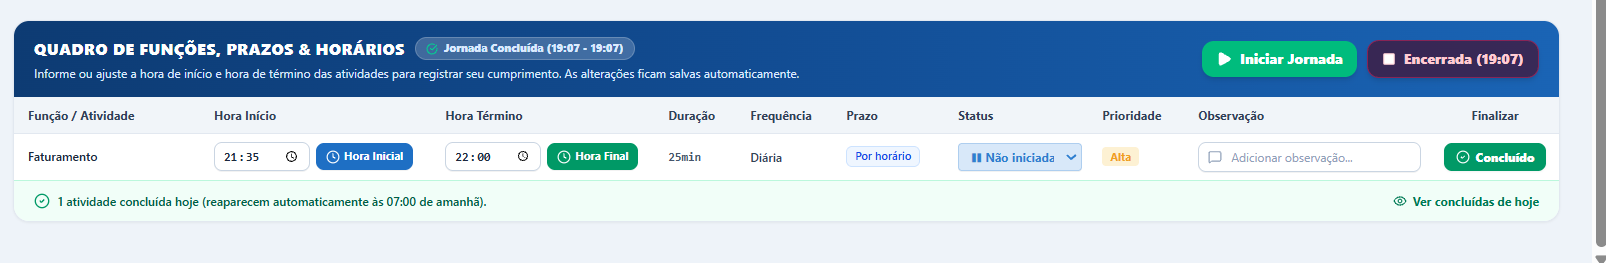 QUADRO DE FUNÇÕES, PRAZOS & HORÁRIOS Jornada Concluída (19:07 - 19:07)
Informe ou ajuste a hora de início e hora de término das atividades para registrar seu cumprimento. As alterações ficam salvas automaticamente.
Iniciar Jornada Encerrada (19:07)
Função / Atividade Hora Início Hora Término Duração Frequência Prazo Status Prioridade Observação Finalizar
Faturamento 21:35 Hora Inicial 22:00 Hora Final 25min Diária Por horário Não iniciada Alta Adicionar observação... Concluído
1 atividade concluída hoje (reaparecem automaticamente às 07:00 de amanhã). Ver concluídas de hoje